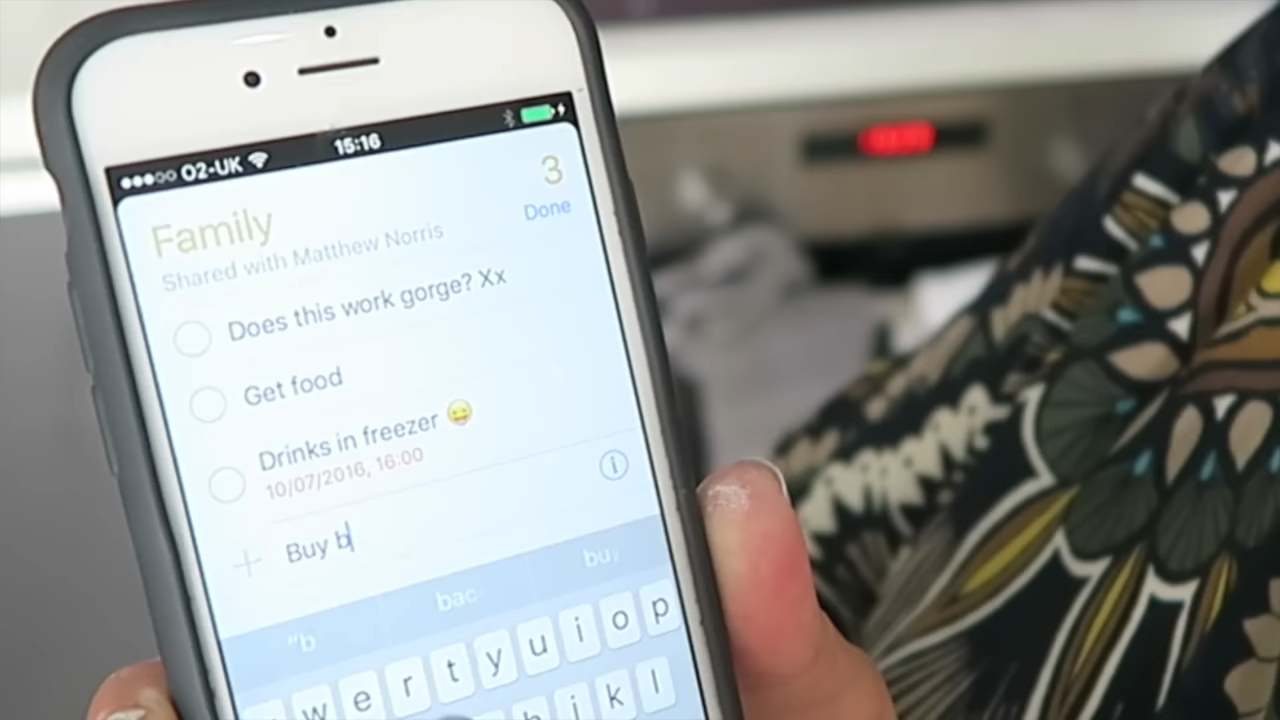 O2-UK 15:16
3
Family
Done
Shared with Matthew Norris
Does this work gorge? Xx
Get food
Drinks in freezer 😛
10/07/2016, 16:00
Buy b
"b bac buy
w e r t y u i o p
h j k l